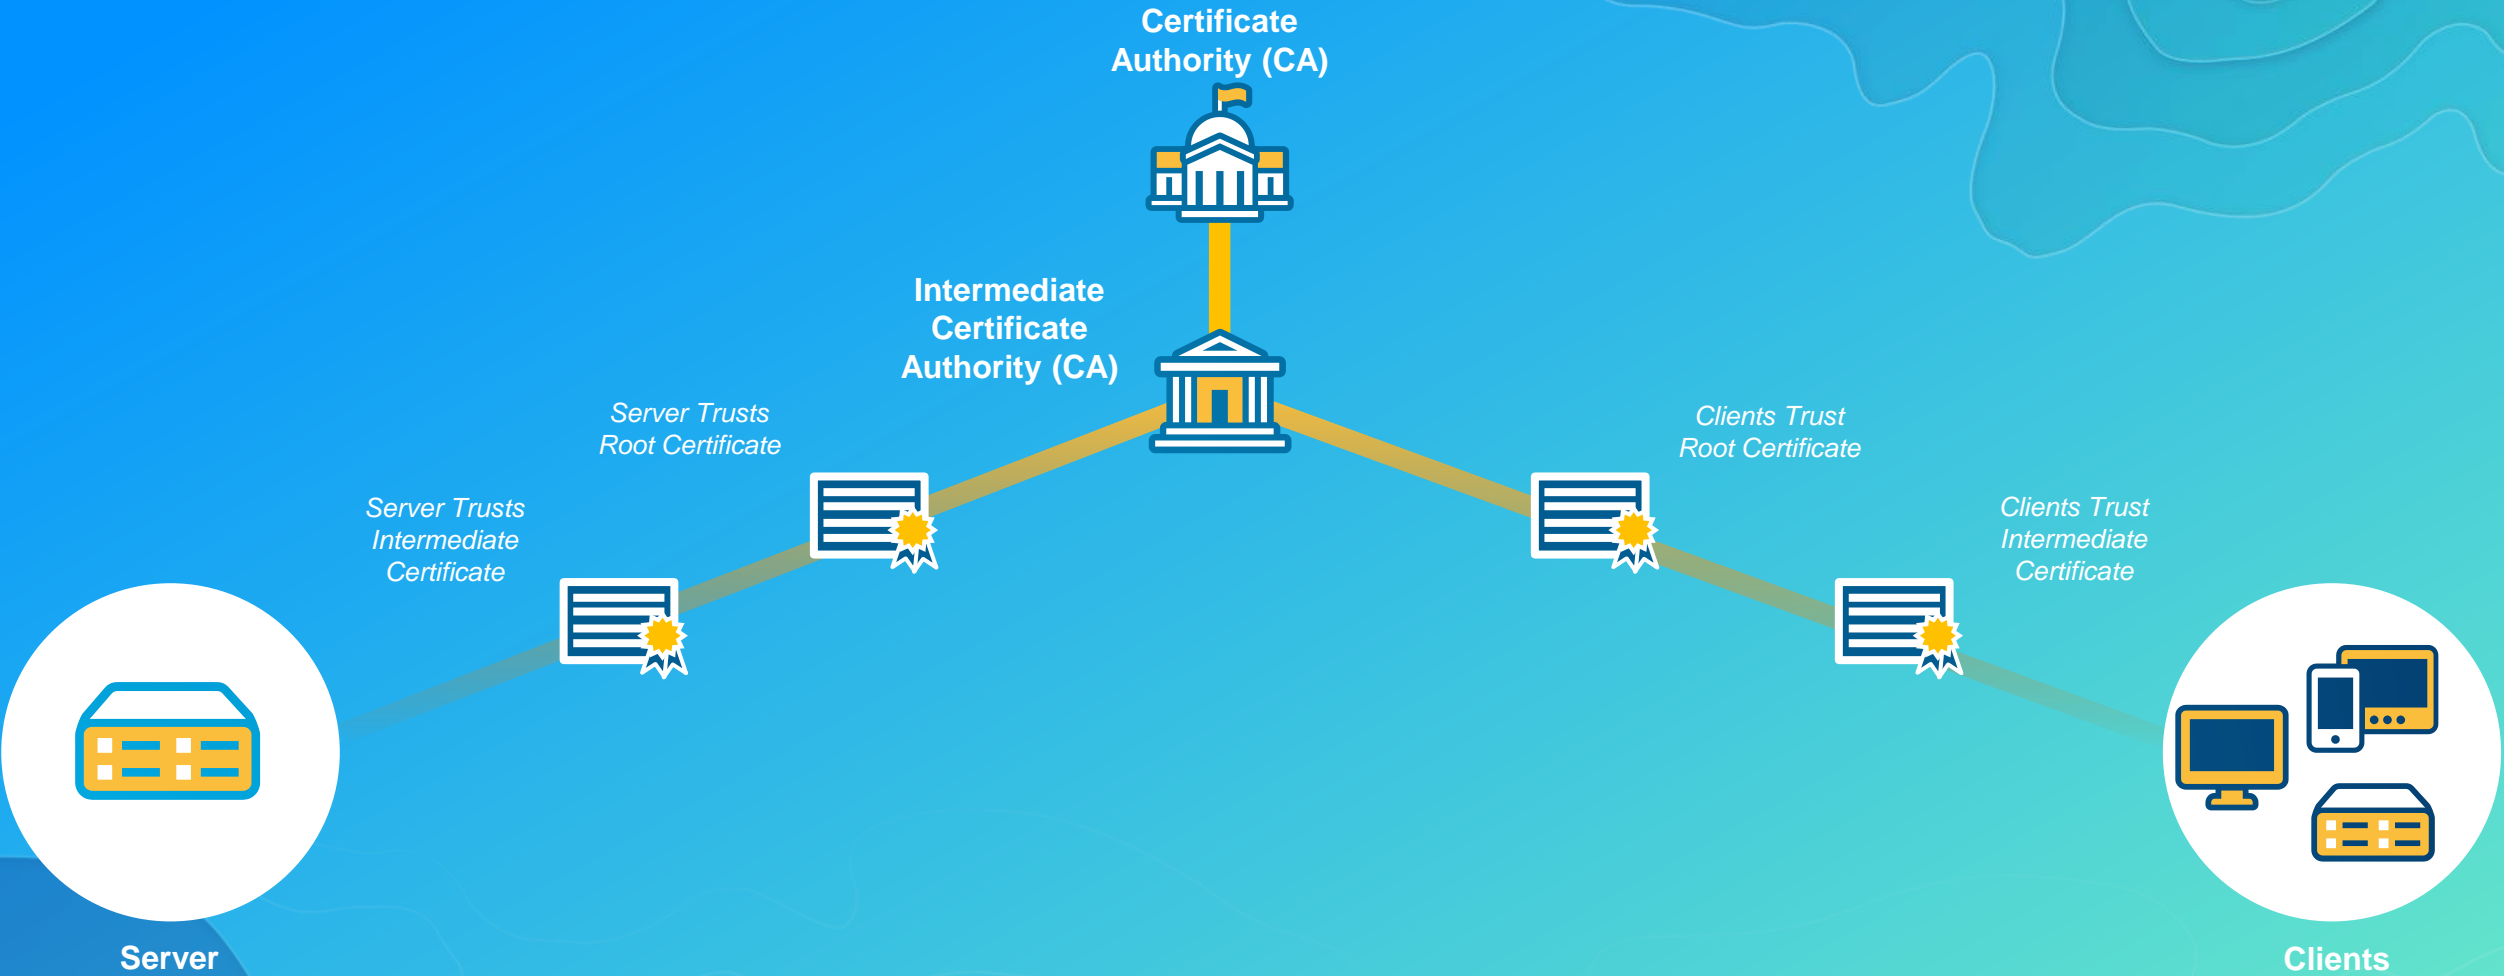 Certificate
Authority (CA)
Intermediate
Certificate
Authority (CA)
Server Trusts
Root Certificate
Clients Trust
Root Certificate
Server Trusts
Intermediate
Certificate
Clients Trust
Intermediate
Certificate
Server
Clients